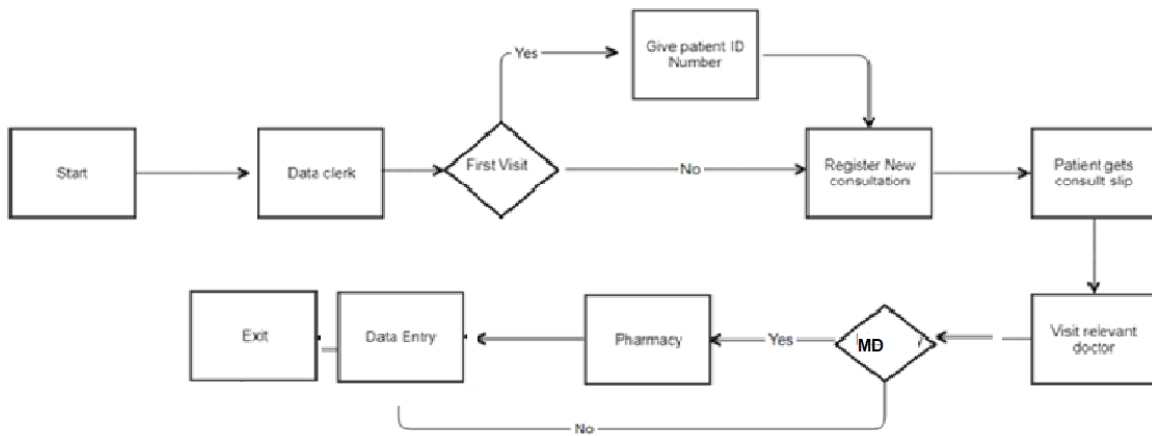 Yes
Give patient ID
Number
Start
Data clerk
First Visit
No
Register New
consultation
Patient gets
consult slip
Exit
Data Entry
Pharmacy
Yes
MD
Visit relevant
doctor
No